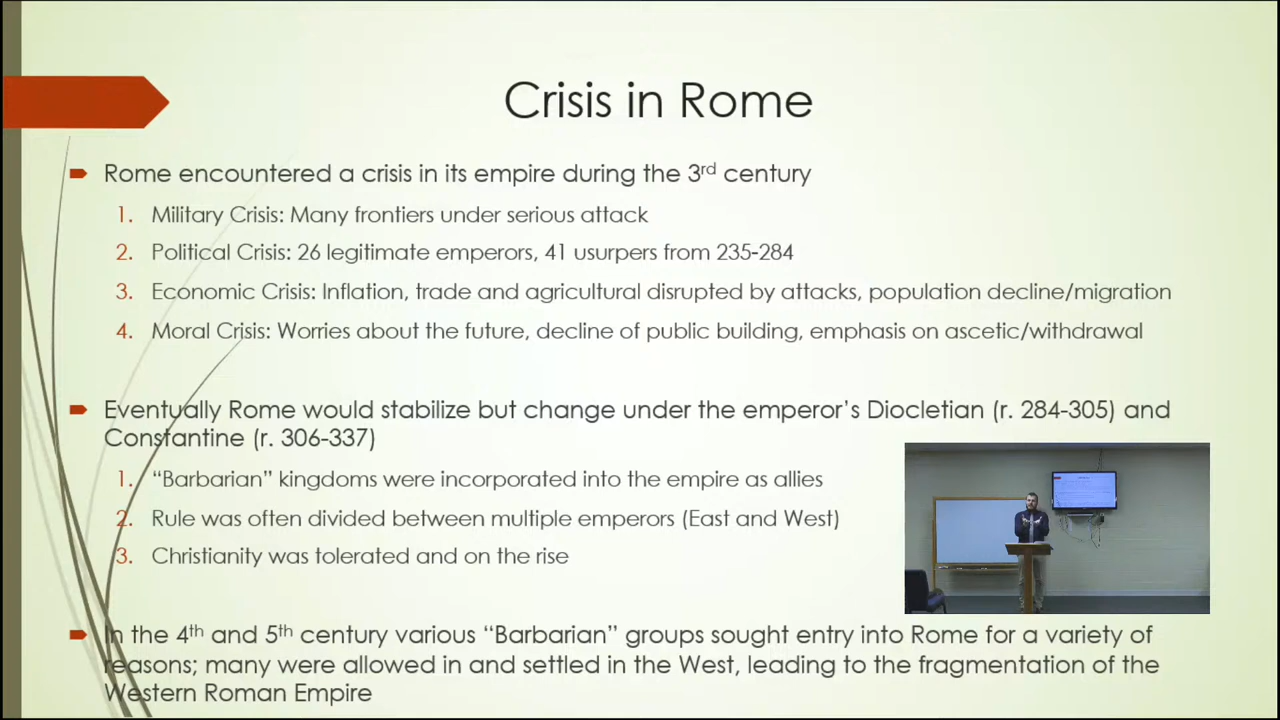 Crisis in Rome
Rome encountered a crisis in its empire during the 3rd century
1. Military Crisis: Many frontiers under serious attack
2. Political Crisis: 26 legitimate emperors, 41 usurpers from 235-284
3. Economic Crisis: Inflation, trade and agricultural disrupted by attacks, population decline/migration
4. Moral Crisis: Worries about the future, decline of public building, emphasis on ascetic/withdrawal
Eventually Rome would stabilize but change under the emperor’s Diocletian (r. 284-305) and
Constantine (r. 306-337)
1. “Barbarian” kingdoms were incorporated into the empire as allies
2. Rule was often divided between multiple emperors (East and West)
3. Christianity was tolerated and on the rise
In the 4th and 5th century various “Barbarian” groups sought entry into Rome for a variety of
reasons; many were allowed in and settled in the West, leading to the fragmentation of the
Western Roman Empire